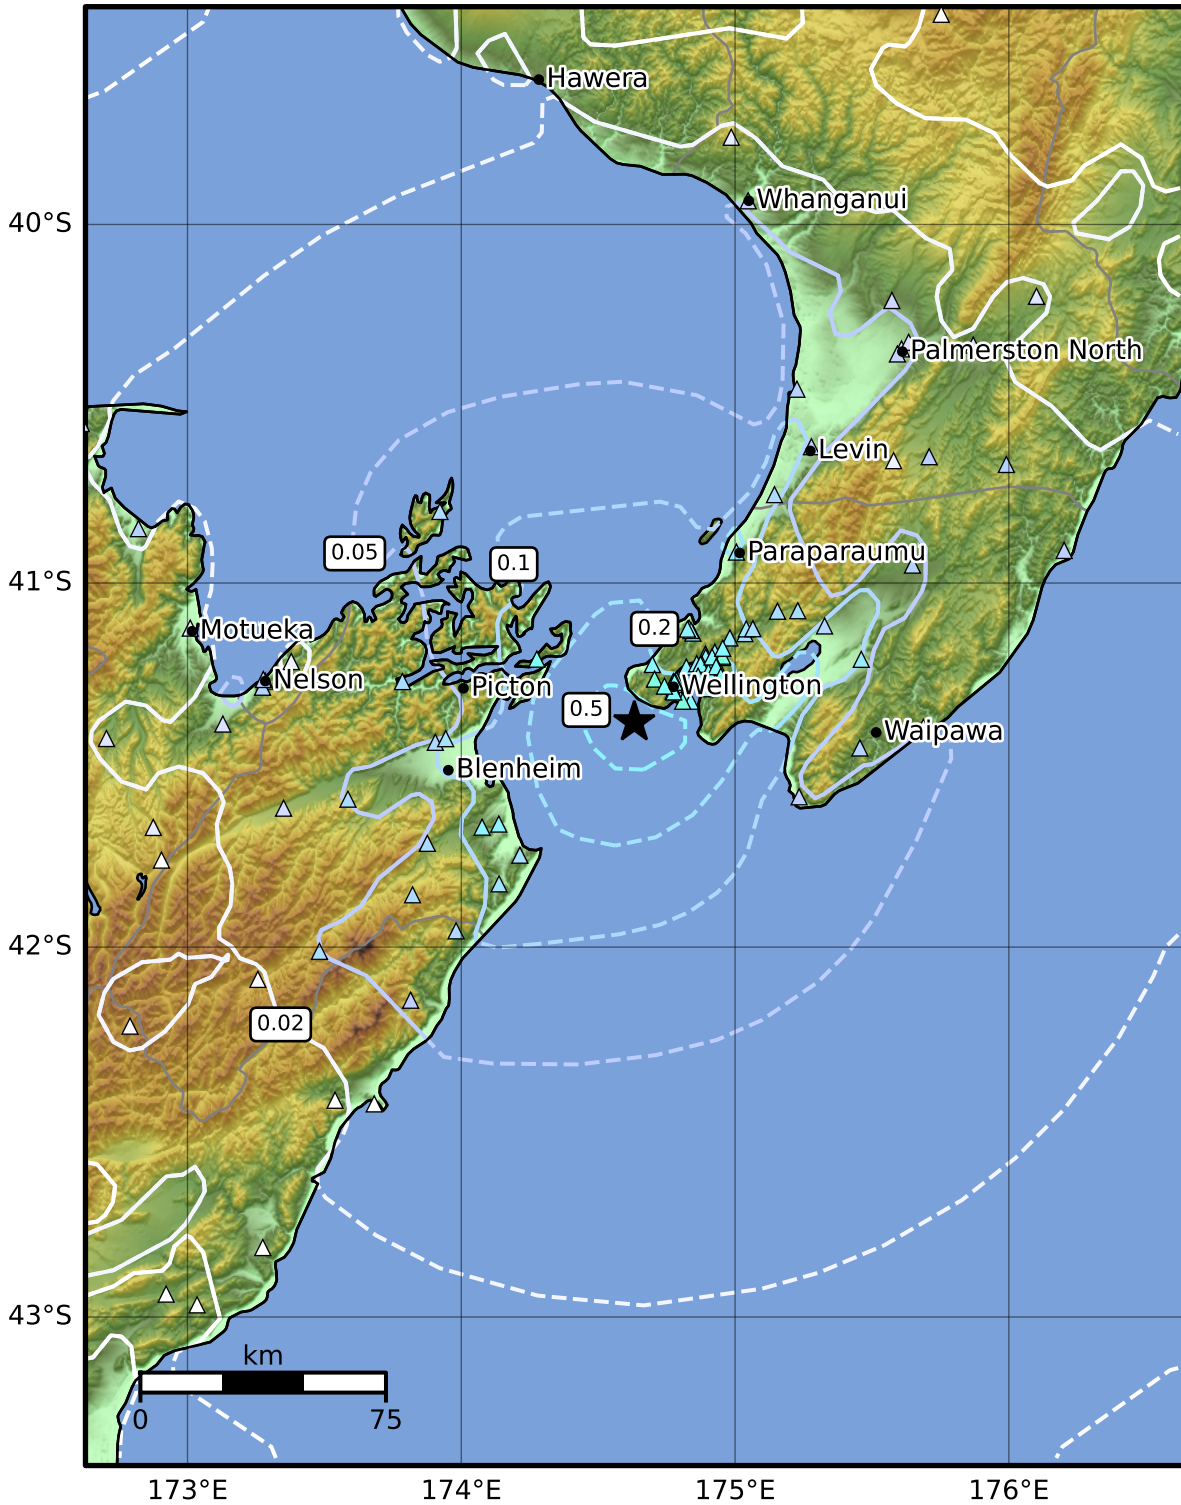 Hawera
Whanganui
40°S
Palmerston North
Levin
0.05
0.1
Paraparaumu
41°S
Motueka
0.2
Nelson
Picton
Wellington
0.5
Waipawa
Blenheim
42°S
0.02
43°S
km
0
75
173°E
174°E
175°E
176°E